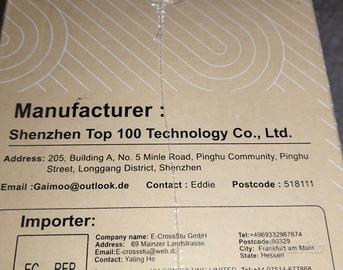 Manufacturer :
Shenzhen Top 100 Technology Co., Ltd.
Address: 205, Building A, No. 5 Minle Road, Pinghu Community, Pinghu
Street, Longgang District, Shenzhen
Email :Gaimoo@outlook.de Contact : Eddie Postcode : 518111
Importer:
Company name: E-CrossStu GmbH Tel:+4969332967674
Address: 69 Mainzer Landstrasse Postcode:60329
Email:E-crossstu@web.de City: Frankfurt am Main
Contact: Yating He State: Hessen
EC REP
CONSULTING LIMITED